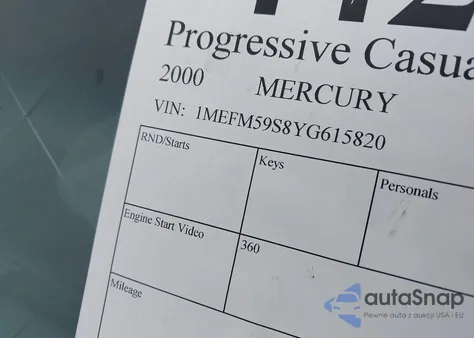 Progressive Casua
2000 MERCURY
VIN: 1MEFM59S8YG615820
RND/Starts
Keys
Personals
Engine Start Video
360
Mileage
autaSnap
Pewne auta z aukcji USA i EU